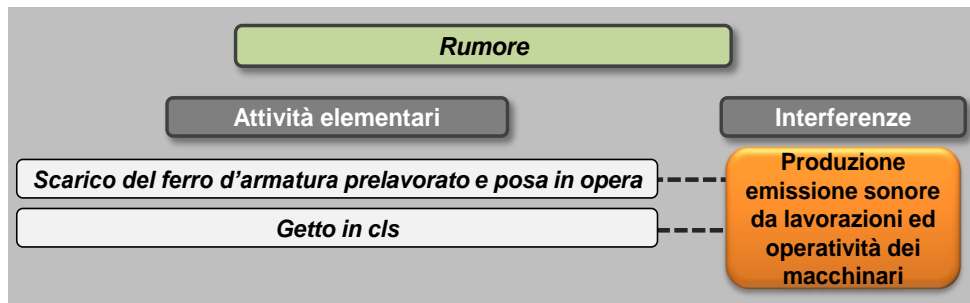 Rumore
Attività elementari
Interferenze
Scarico del ferro d'armatura prelavorato e posa in opera
Getto in cls
Produzione
emissione sonore
da lavorazioni ed
operatività dei
macchinari